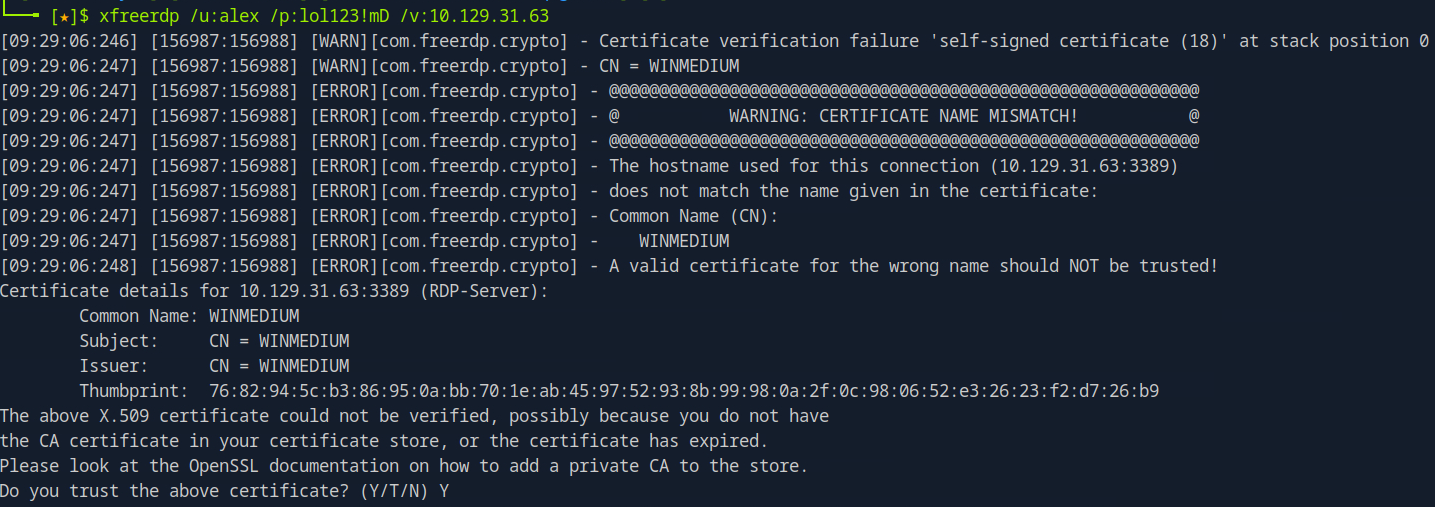 └──╼ [★]$ xfreerdp /u:alex /p:lol123!mD /v:10.129.31.63
[09:29:06:246] [156987:156988] [WARN][com.freerdp.crypto] - Certificate verification failure 'self-signed certificate (18)' at stack position 0
[09:29:06:247] [156987:156988] [WARN][com.freerdp.crypto] - CN = WINMEDIUM
[09:29:06:247] [156987:156988] [ERROR][com.freerdp.crypto] - @@@@@@@@@@@@@@@@@@@@@@@@@@@@@@@@@@@@@@@@@@@@@@@@@@@@@@@@@@@
[09:29:06:247] [156987:156988] [ERROR][com.freerdp.crypto] - @           WARNING: CERTIFICATE NAME MISMATCH!           @
[09:29:06:247] [156987:156988] [ERROR][com.freerdp.crypto] - @@@@@@@@@@@@@@@@@@@@@@@@@@@@@@@@@@@@@@@@@@@@@@@@@@@@@@@@@@@
[09:29:06:247] [156987:156988] [ERROR][com.freerdp.crypto] - The hostname used for this connection (10.129.31.63:3389)
[09:29:06:247] [156987:156988] [ERROR][com.freerdp.crypto] - does not match the name given in the certificate:
[09:29:06:247] [156987:156988] [ERROR][com.freerdp.crypto] - Common Name (CN):
[09:29:06:247] [156987:156988] [ERROR][com.freerdp.crypto] -    WINMEDIUM
[09:29:06:248] [156987:156988] [ERROR][com.freerdp.crypto] - A valid certificate for the wrong name should NOT be trusted!
Certificate details for 10.129.31.63:3389 (RDP-Server):
        Common Name: WINMEDIUM
        Subject:     CN = WINMEDIUM
        Issuer:      CN = WINMEDIUM
        Thumbprint:  76:82:94:5c:b3:86:95:0a:bb:70:1e:ab:45:97:52:93:8b:99:98:0a:2f:0c:98:06:52:e3:26:23:f2:d7:26:b9
The above X.509 certificate could not be verified, possibly because you do not have
the CA certificate in your certificate store, or the certificate has expired.
Please look at the OpenSSL documentation on how to add a private CA to the store.
Do you trust the above certificate? (Y/T/N) Y